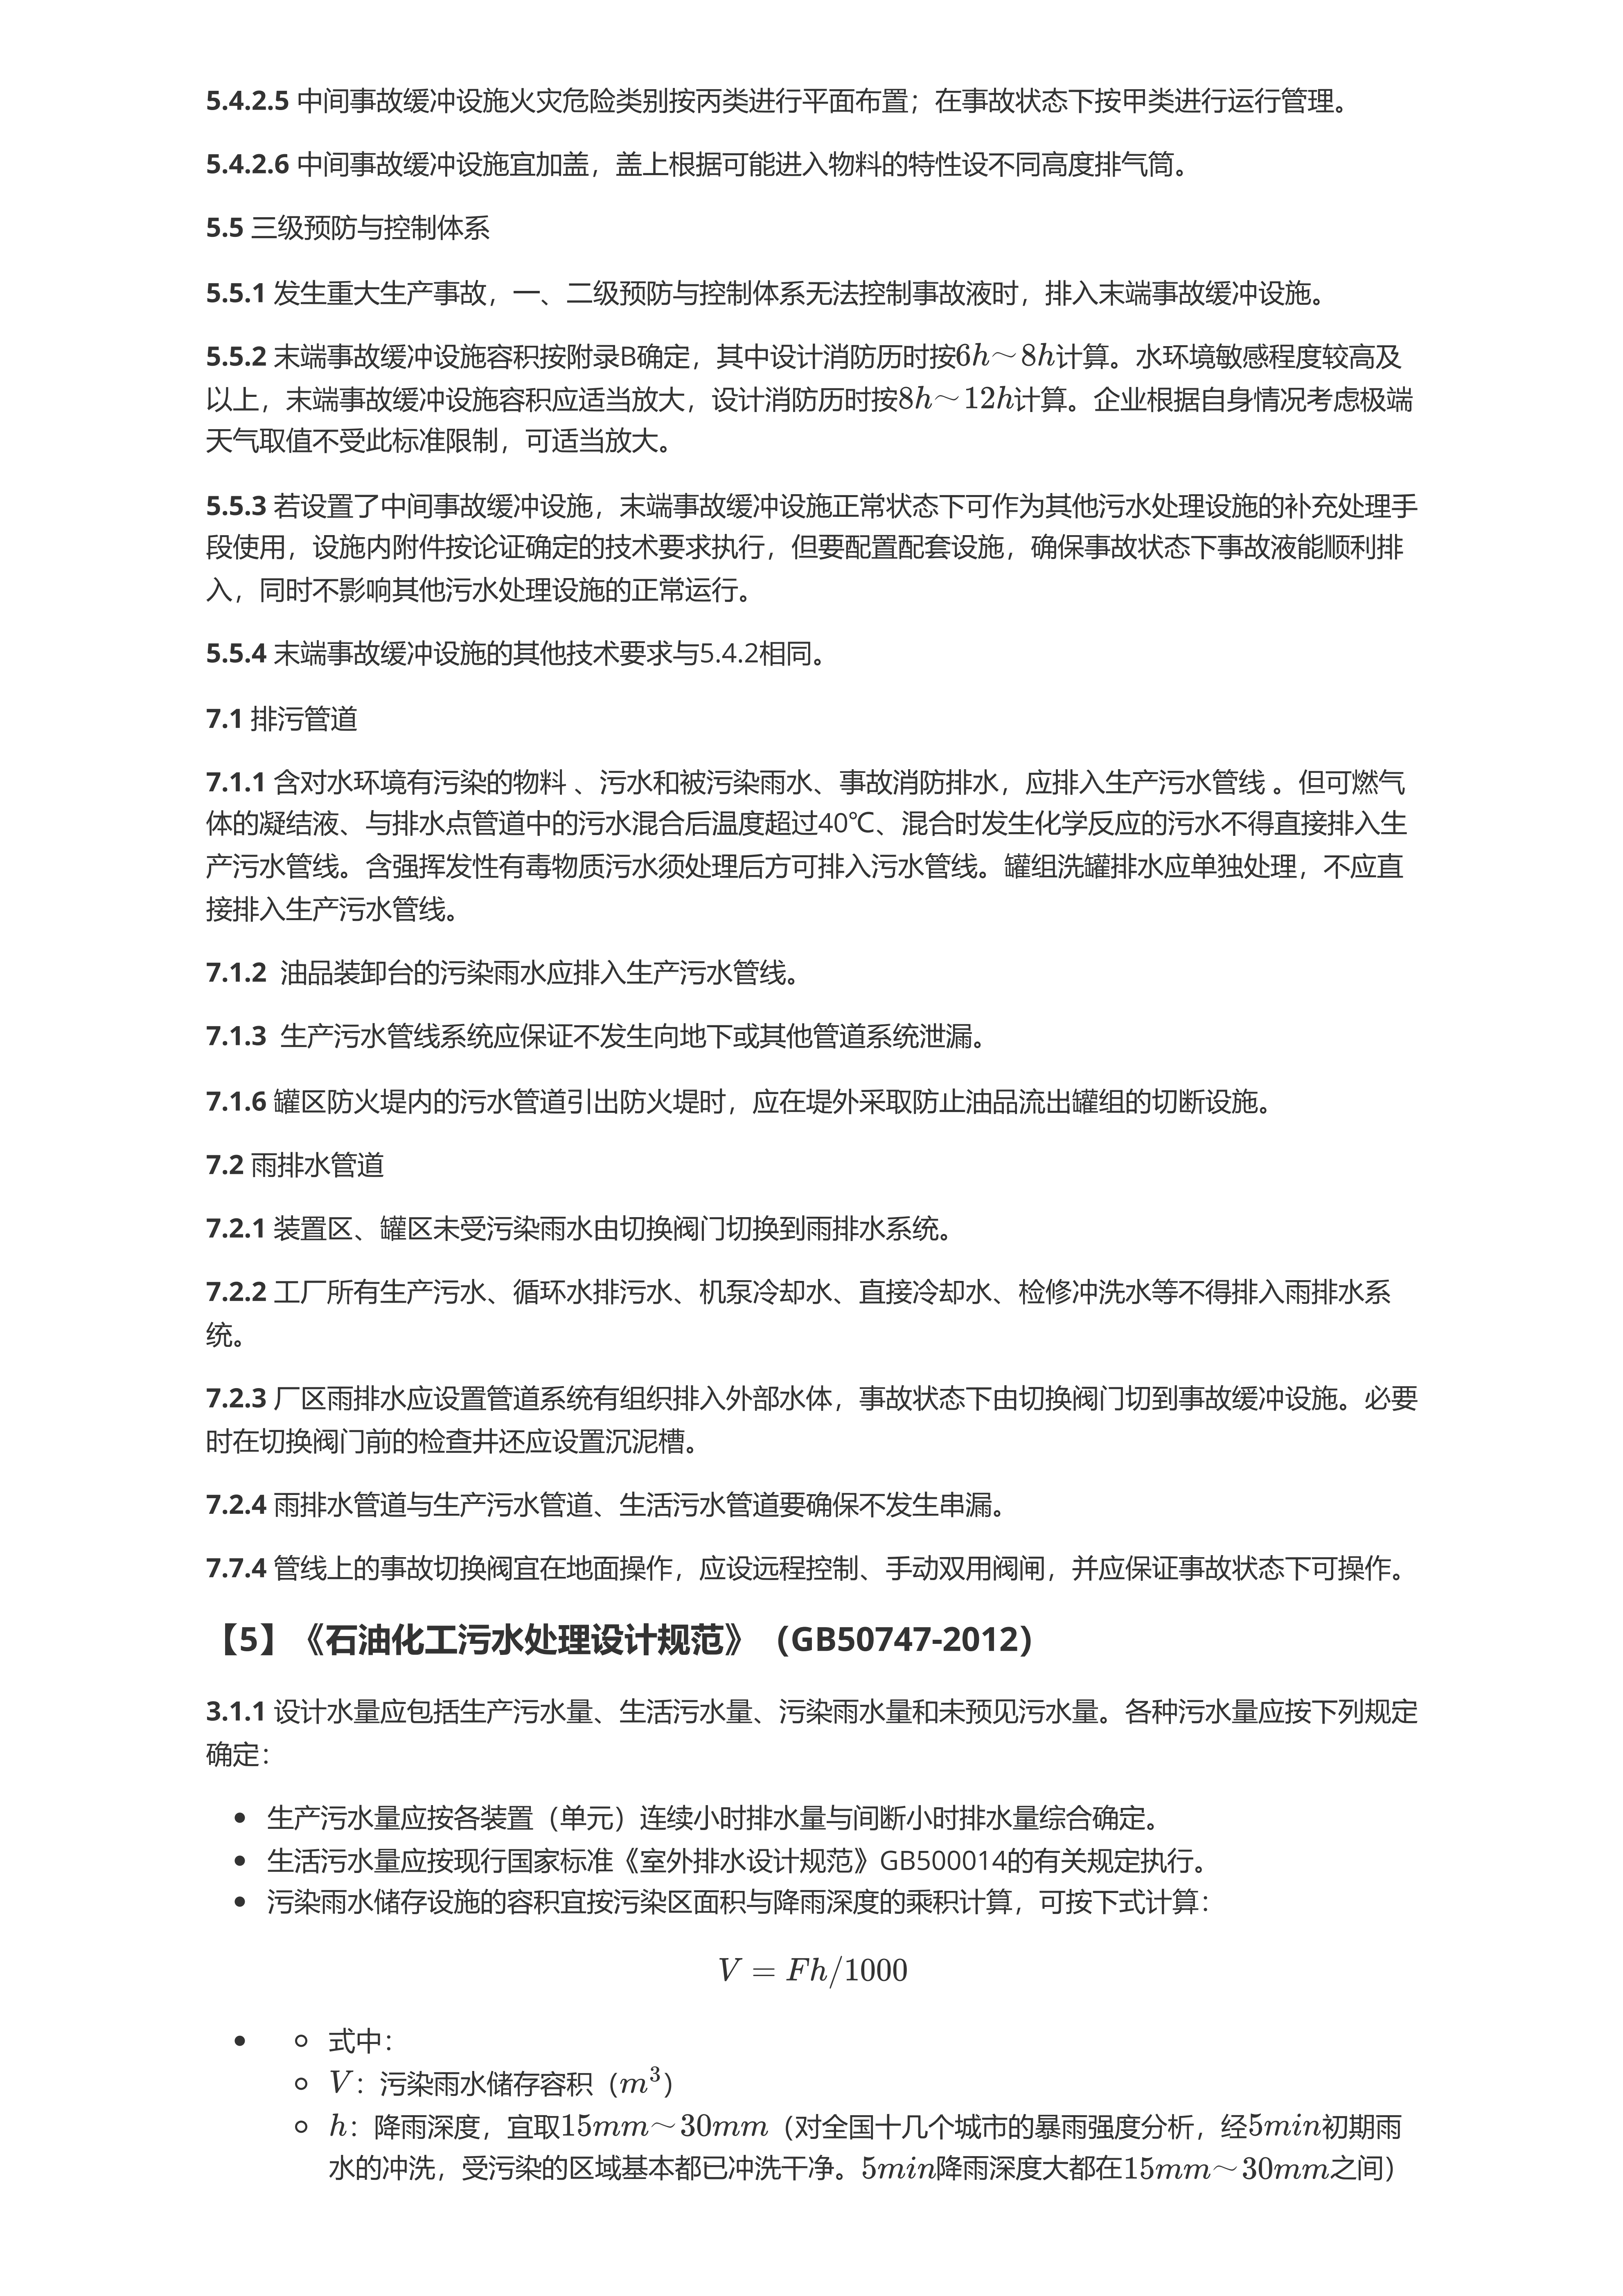 5.4.2.5 中间事故缓冲设施火灾危险类别按丙类进行平面布置；在事故状态下按甲类进行运行管理。
5.4.2.6 中间事故缓冲设施宜加盖，盖上根据可能进入物料的特性设不同高度排气筒。
5.5 三级预防与控制体系
5.5.1 发生重大生产事故，一、二级预防与控制体系无法控制事故液时，排入末端事故缓冲设施。
5.5.2 末端事故缓冲设施容积按附录B确定，其中设计消防历时按6h～8h计算。水环境敏感程度较高及
以上，末端事故缓冲设施容积应适当放大，设计消防历时按8h～12h计算。企业根据自身情况考虑极端
天气取值不受此标准限制，可适当放大。
5.5.3 若设置了中间事故缓冲设施，末端事故缓冲设施正常状态下可作为其他污水处理设施的补充处理手
段使用，设施内附件按论证确定的技术要求执行，但要配置配套设施，确保事故状态下事故液能顺利排
入，同时不影响其他污水处理设施的正常运行。
5.5.4 末端事故缓冲设施的其他技术要求与5.4.2相同。
7.1 排污管道
7.1.1 含对水环境有污染的物料 、污水和被污染雨水、事故消防排水，应排入生产污水管线 。但可燃气
体的凝结液、与排水点管道中的污水混合后温度超过40℃、混合时发生化学反应的污水不得直接排入生
产污水管线。含强挥发性有毒物质污水须处理后方可排入污水管线。罐组洗罐排水应单独处理，不应直
接排入生产污水管线。
7.1.2 油品装卸台的污染雨水应排入生产污水管线。
7.1.3 生产污水管线系统应保证不发生向地下或其他管道系统泄漏。
7.1.6 罐区防火堤内的污水管道引出防火堤时，应在堤外采取防止油品流出罐组的切断设施。
7.2 雨排水管道
7.2.1 装置区、罐区未受污染雨水由切换阀门切换到雨排水系统。
7.2.2 工厂所有生产污水、循环水排污水、机泵冷却水、直接冷却水、检修冲洗水等不得排入雨排水系
统。
7.2.3 厂区雨排水应设置管道系统有组织排入外部水体，事故状态下由切换阀门切到事故缓冲设施。必要
时在切换阀门前的检查井还应设置沉泥槽。
7.2.4 雨排水管道与生产污水管道、生活污水管道要确保不发生串漏。
7.7.4 管线上的事故切换阀宜在地面操作，应设远程控制、手动双用阀闸，并应保证事故状态下可操作。
【5】《石油化工污水处理设计规范》（GB50747-2012）
3.1.1 设计水量应包括生产污水量、生活污水量、污染雨水量和未预见污水量。各种污水量应按下列规定
确定：
• 生产污水量应按各装置（单元）连续小时排水量与间断小时排水量综合确定。
• 生活污水量应按现行国家标准《室外排水设计规范》GB500014的有关规定执行。
• 污染雨水储存设施的容积宜按污染区面积与降雨深度的乘积计算，可按下式计算：
V = Fh/1000
• ○ 式中：
○ V：污染雨水储存容积（m³）
○ h：降雨深度，宜取15mm～30mm（对全国十几个城市的暴雨强度分析，经5min初期雨
水的冲洗，受污染的区域基本都已冲洗干净。5min降雨深度大都在15mm～30mm之间）